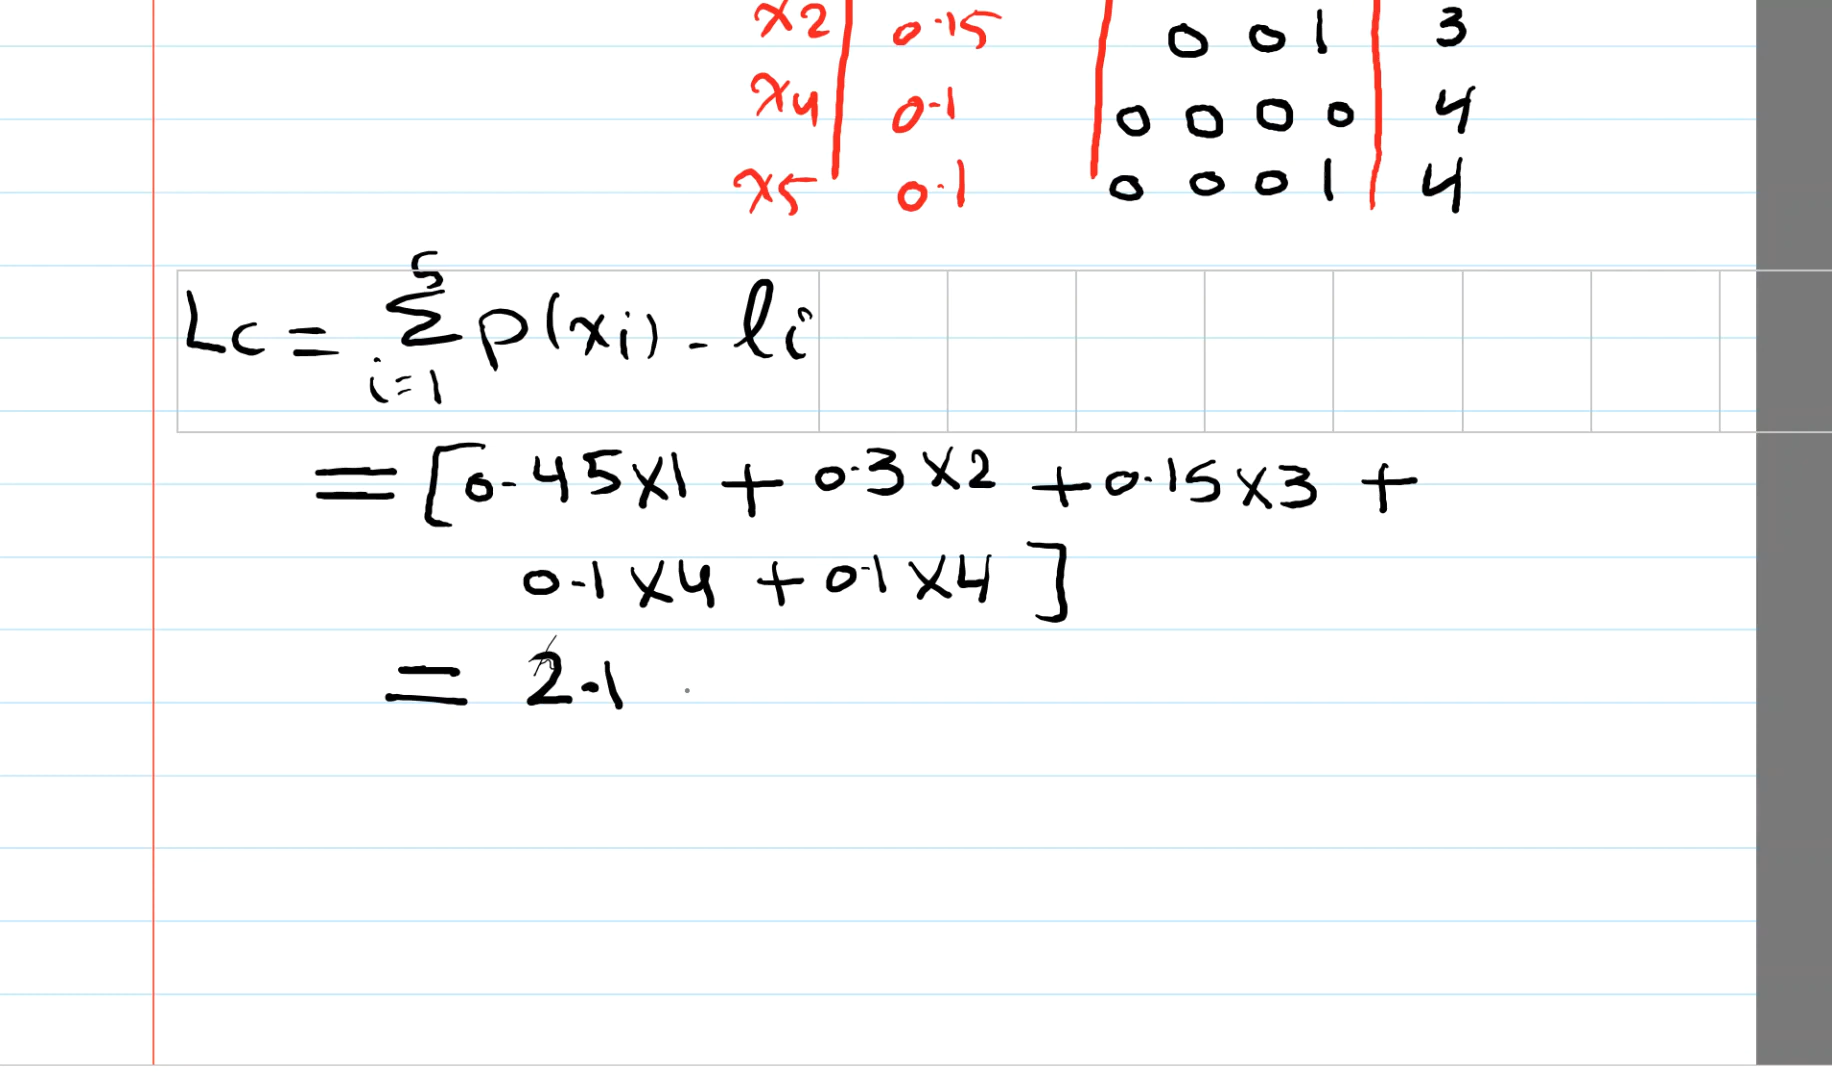 x2 | 0.15 | 0 0 1 | 3
x4 | 0.1 | 0 0 0 0 | 4
x5 0.1 0 0 0 1 | 4
5
Lc = Σ p(xi) - li
i=1
= [0.45x1 + 0.3x2 + 0.15x3 +
0.1x4 + 0.1x4]
= 2.1